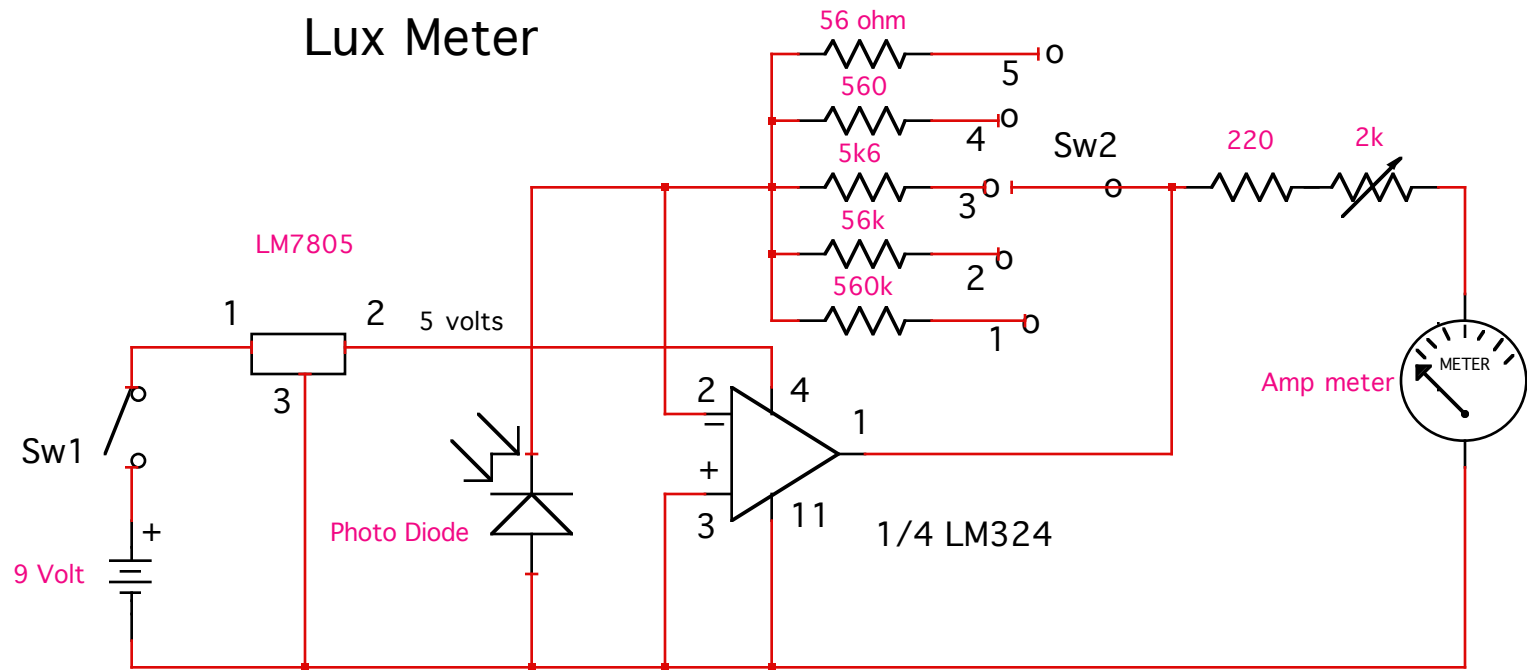 Lux Meter
56 ohm
5
560
4
5k6
3
Sw2
220
2k
56k
2
560k
1
LM7805
1
2
5 volts
3
Sw1
2
4
−
1
+
3
11
1/4 LM324
METER
Amp meter
Photo Diode
+
9 Volt